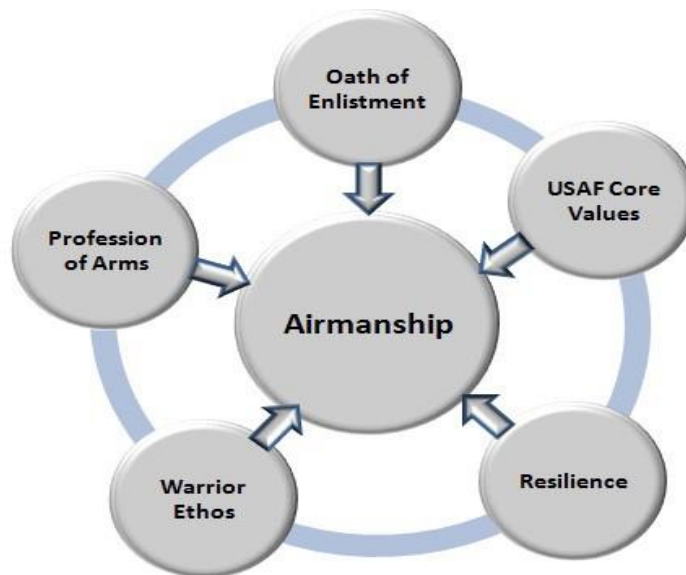 Oath of
Enlistment
USAF Core
Values
Profession
of Arms
Airmanship
Warrior
Ethos
Resilience